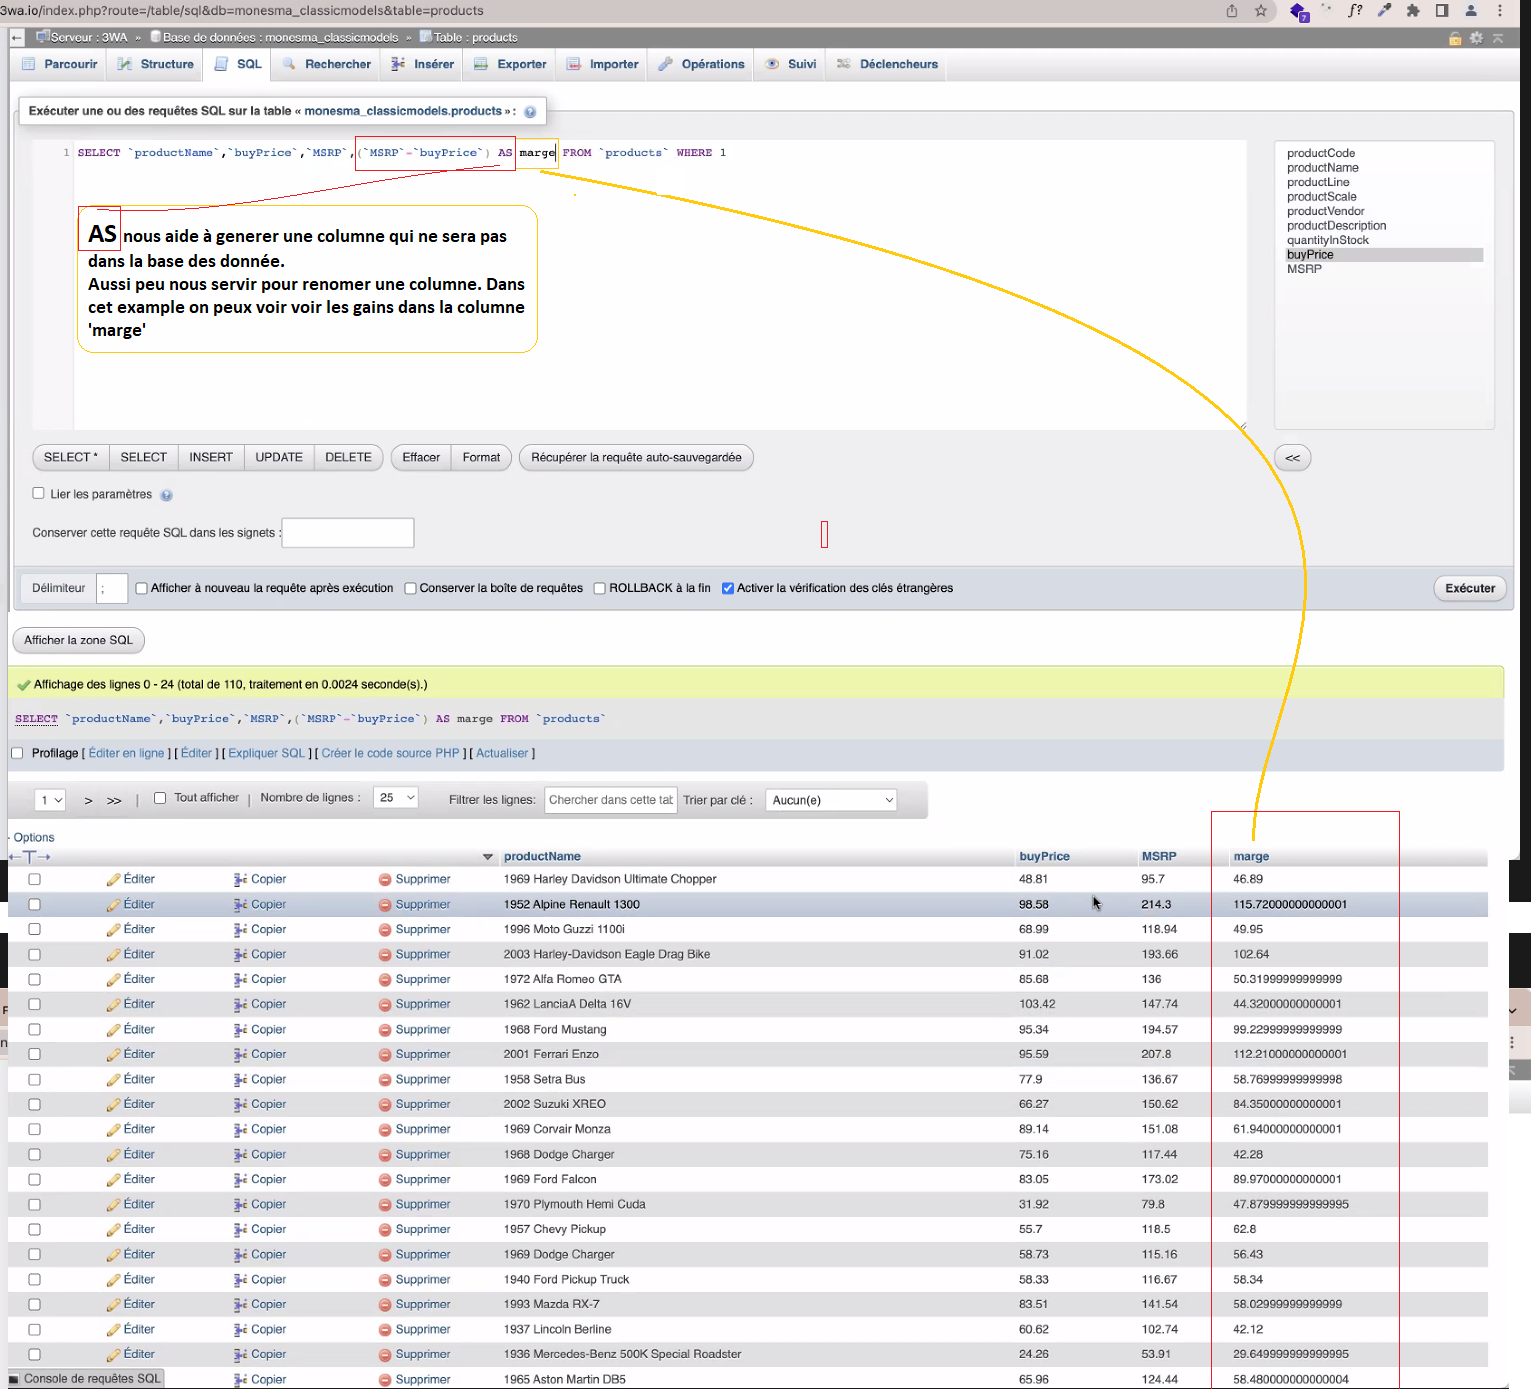 3wa.io/index.php?route=/table/sql&db=monesma_classicmodels&table=products
Serveur : 3WA » Base de données : monesma_classicmodels » Table : products
Parcourir Structure SQL Rechercher Insérer Exporter Importer Opérations Suivi Déclencheurs
Exécuter une ou des requêtes SQL sur la table « monesma_classicmodels.products » :
1 SELECT `productName`,`buyPrice`,`MSRP`,(`MSRP`-`buyPrice`) AS marge FROM `products` WHERE 1
AS nous aide à generer une columne qui ne sera pas
dans la base des donnée.
Aussi peu nous servir pour renomer une columne. Dans
cet example on peux voir voir les gains dans la columne
'marge'
productCode
productName
productLine
productScale
productVendor
productDescription
quantityInStock
buyPrice
MSRP
SELECT * SELECT INSERT UPDATE DELETE Effacer Format Récupérer la requête auto-sauvegardée <<
Lier les paramètres
Conserver cette requête SQL dans les signets :
Délimiteur ; Afficher à nouveau la requête après exécution Conserver la boîte de requêtes ROLLBACK à la fin Activer la vérification des clés étrangères Exécuter
Afficher la zone SQL
Affichage des lignes 0 - 24 (total de 110, traitement en 0.0024 seconde(s).)
SELECT `productName`,`buyPrice`,`MSRP`,(`MSRP`-`buyPrice`) AS marge FROM `products`
Profilage [ Éditer en ligne ] [ Éditer ] [ Expliquer SQL ] [ Créer le code source PHP ] [ Actualiser ]
1 > >> | Tout afficher | Nombre de lignes : 25 Filtrer les lignes: Chercher dans cette tab Trier par clé : Aucun(e)
Options
productName buyPrice MSRP marge
Éditer Copier Supprimer 1969 Harley Davidson Ultimate Chopper 48.81 95.7 46.89
Éditer Copier Supprimer 1952 Alpine Renault 1300 98.58 214.3 115.72000000000001
Éditer Copier Supprimer 1996 Moto Guzzi 1100i 68.99 118.94 49.95
Éditer Copier Supprimer 2003 Harley-Davidson Eagle Drag Bike 91.02 193.66 102.64
Éditer Copier Supprimer 1972 Alfa Romeo GTA 85.68 136 50.31999999999999
Éditer Copier Supprimer 1962 LanciaA Delta 16V 103.42 147.74 44.32000000000001
Éditer Copier Supprimer 1968 Ford Mustang 95.34 194.57 99.22999999999999
Éditer Copier Supprimer 2001 Ferrari Enzo 95.59 207.8 112.21000000000001
Éditer Copier Supprimer 1958 Setra Bus 77.9 136.67 58.76999999999998
Éditer Copier Supprimer 2002 Suzuki XREO 66.27 150.62 84.35000000000001
Éditer Copier Supprimer 1969 Corvair Monza 89.14 151.08 61.94000000000001
Éditer Copier Supprimer 1968 Dodge Charger 75.16 117.44 42.28
Éditer Copier Supprimer 1969 Ford Falcon 83.05 173.02 89.97000000000001
Éditer Copier Supprimer 1970 Plymouth Hemi Cuda 31.92 79.8 47.879999999999995
Éditer Copier Supprimer 1957 Chevy Pickup 55.7 118.5 62.8
Éditer Copier Supprimer 1969 Dodge Charger 58.73 115.16 56.43
Éditer Copier Supprimer 1940 Ford Pickup Truck 58.33 116.67 58.34
Éditer Copier Supprimer 1993 Mazda RX-7 83.51 141.54 58.02999999999999
Éditer Copier Supprimer 1937 Lincoln Berline 60.62 102.74 42.12
Éditer Copier Supprimer 1936 Mercedes-Benz 500K Special Roadster 24.26 53.91 29.649999999999995
Console de requêtes SQL Copier Supprimer 1965 Aston Martin DB5 65.96 124.44 58.480000000000004